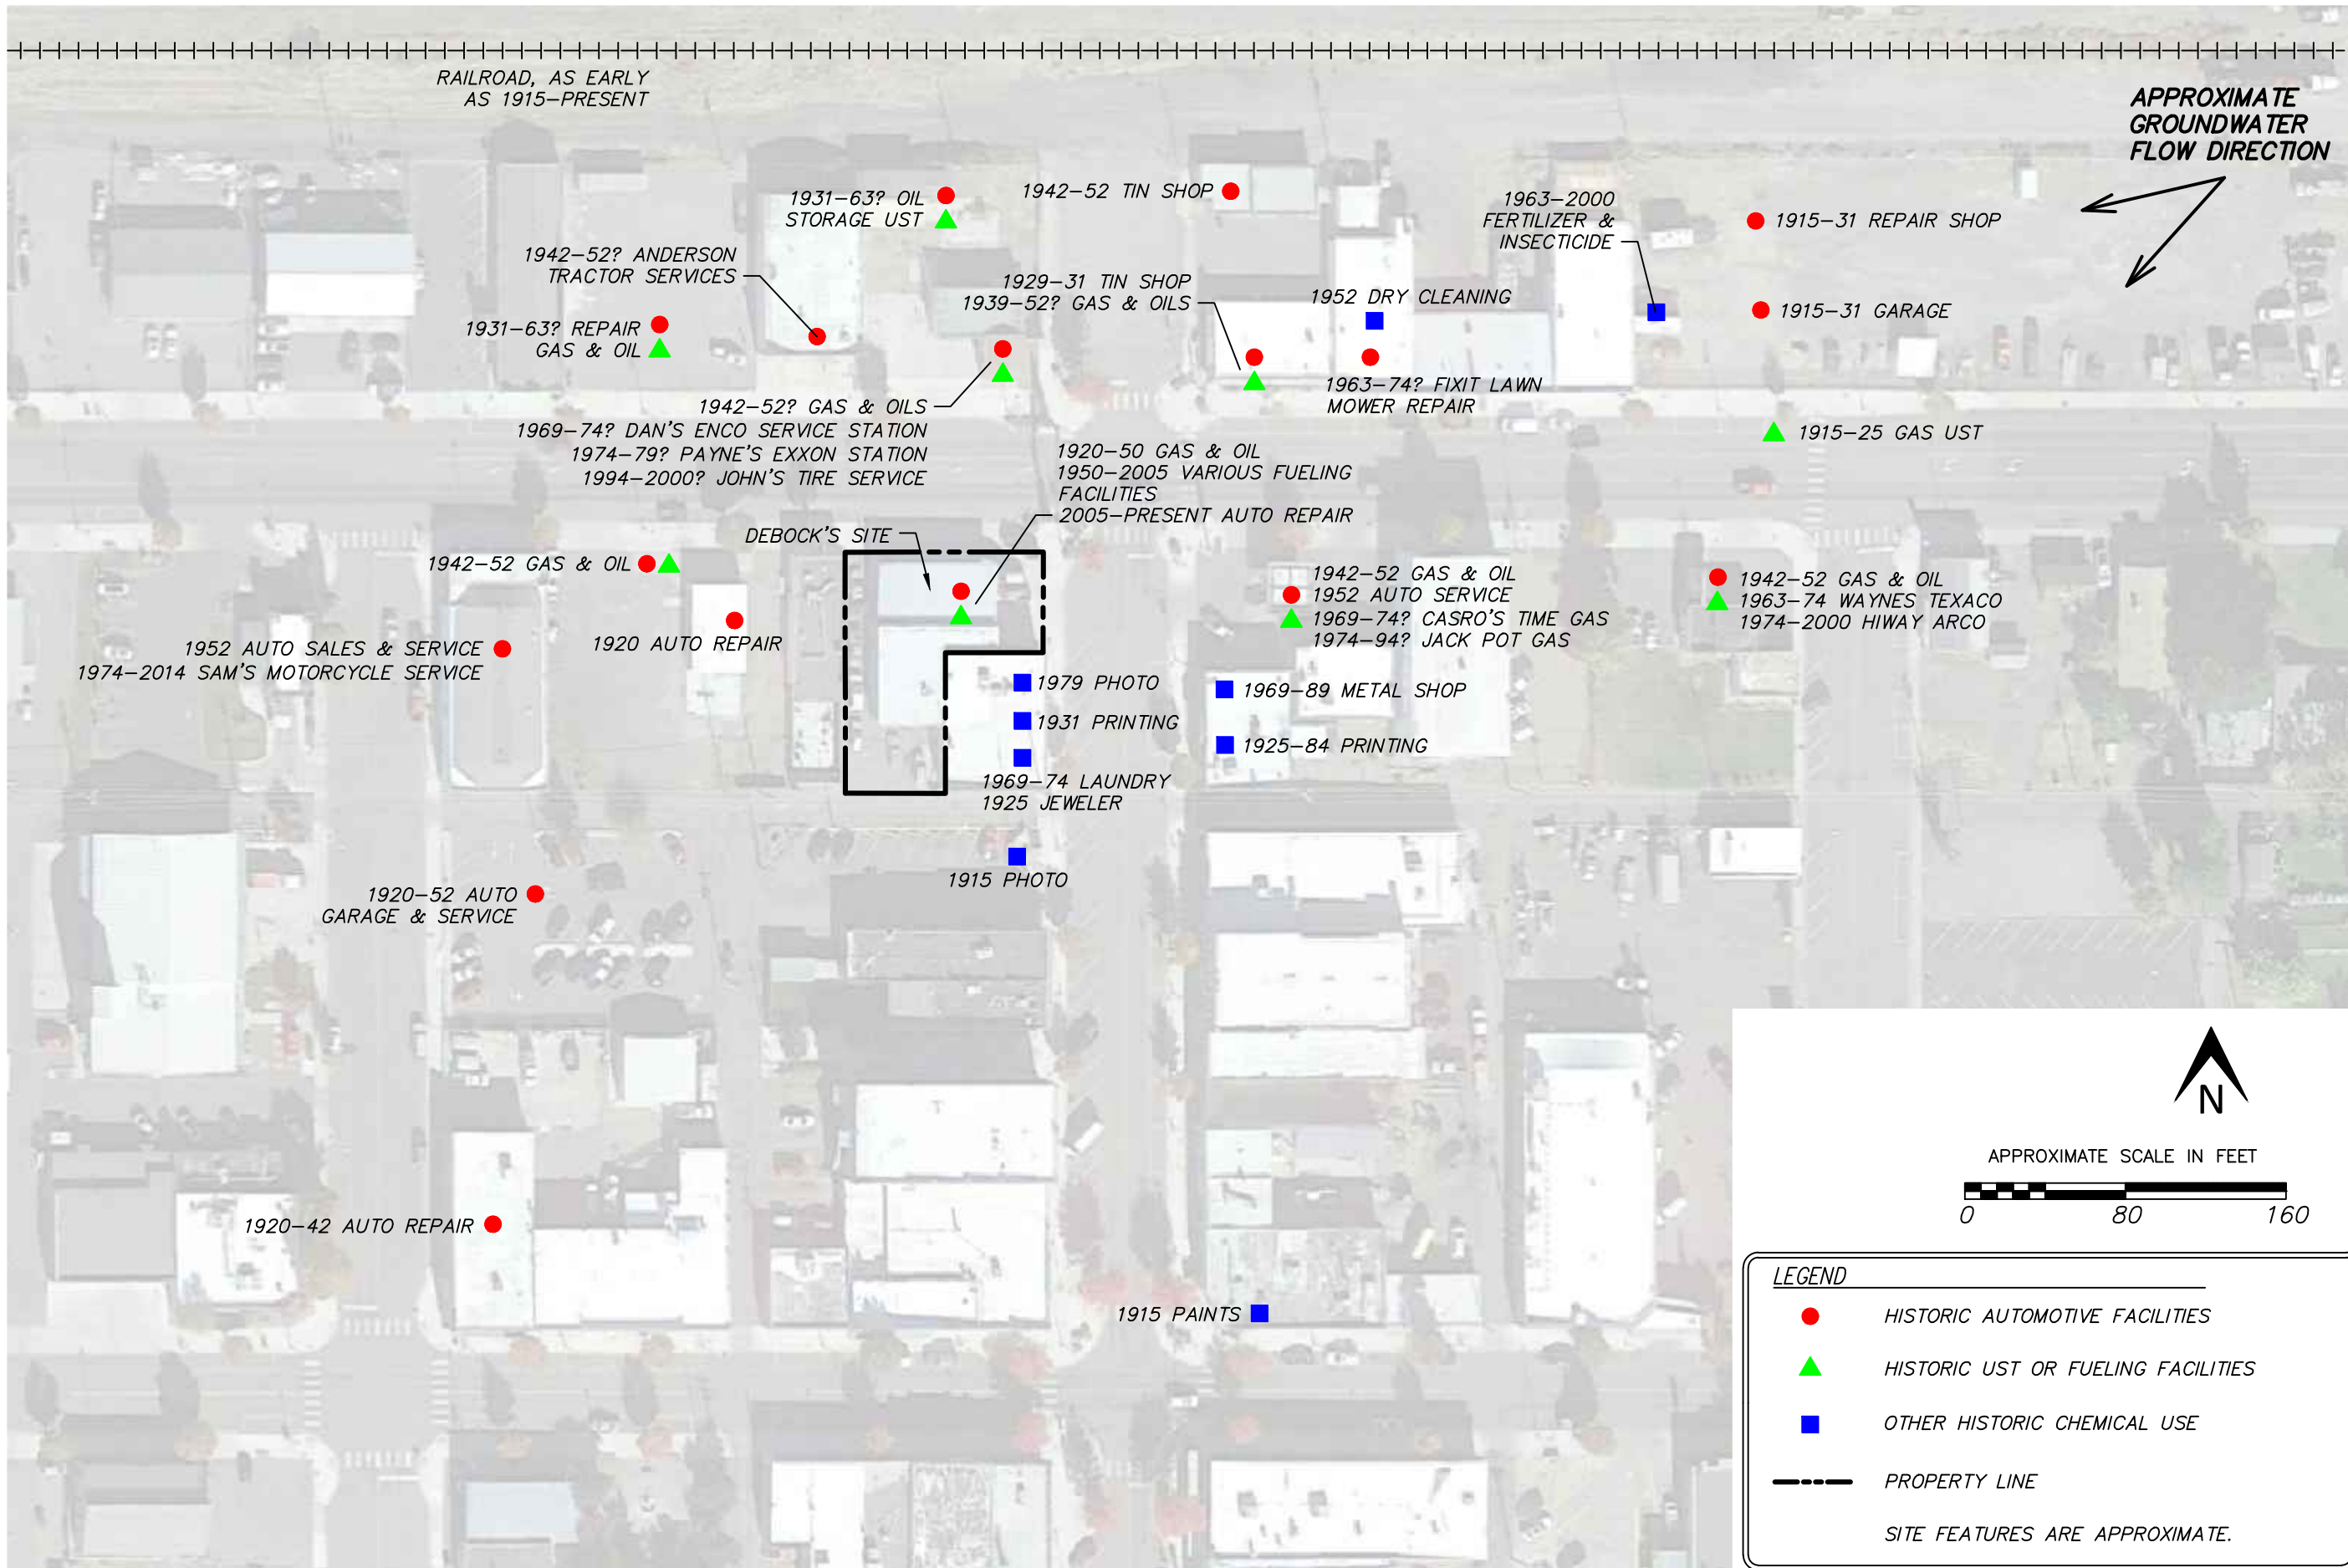 RAILROAD, AS EARLY
AS 1915–PRESENT
APPROXIMATE
GROUNDWATER
FLOW DIRECTION
1931–63? OIL
STORAGE UST
1942–52 TIN SHOP
1963–2000
FERTILIZER &
INSECTICIDE
1915–31 REPAIR SHOP
1942–52? ANDERSON
TRACTOR SERVICES
1929–31 TIN SHOP
1939–52? GAS & OILS
1952 DRY CLEANING
1915–31 GARAGE
1931–63? REPAIR
GAS & OIL
1963–74? FIXIT LAWN
MOWER REPAIR
1942–52? GAS & OILS
1969–74? DAN'S ENCO SERVICE STATION
1974–79? PAYNE'S EXXON STATION
1994–2000? JOHN'S TIRE SERVICE
1915–25 GAS UST
1920–50 GAS & OIL
1950–2005 VARIOUS FUELING
FACILITIES
2005–PRESENT AUTO REPAIR
DEBOCK'S SITE
1942–52 GAS & OIL
1920 AUTO REPAIR
1952 AUTO SALES & SERVICE
1974–2014 SAM'S MOTORCYCLE SERVICE
1942–52 GAS & OIL
1952 AUTO SERVICE
1969–74? CASRO'S TIME GAS
1974–94? JACK POT GAS
1942–52 GAS & OIL
1963–74 WAYNES TEXACO
1974–2000 HIWAY ARCO
1979 PHOTO
1931 PRINTING
1969–74 LAUNDRY
1925 JEWELER
1969–89 METAL SHOP
1925–84 PRINTING
1915 PHOTO
1920–52 AUTO
GARAGE & SERVICE
1920–42 AUTO REPAIR
1915 PAINTS
N
APPROXIMATE SCALE IN FEET
0 80 160
LEGEND
HISTORIC AUTOMOTIVE FACILITIES
HISTORIC UST OR FUELING FACILITIES
OTHER HISTORIC CHEMICAL USE
PROPERTY LINE
SITE FEATURES ARE APPROXIMATE.